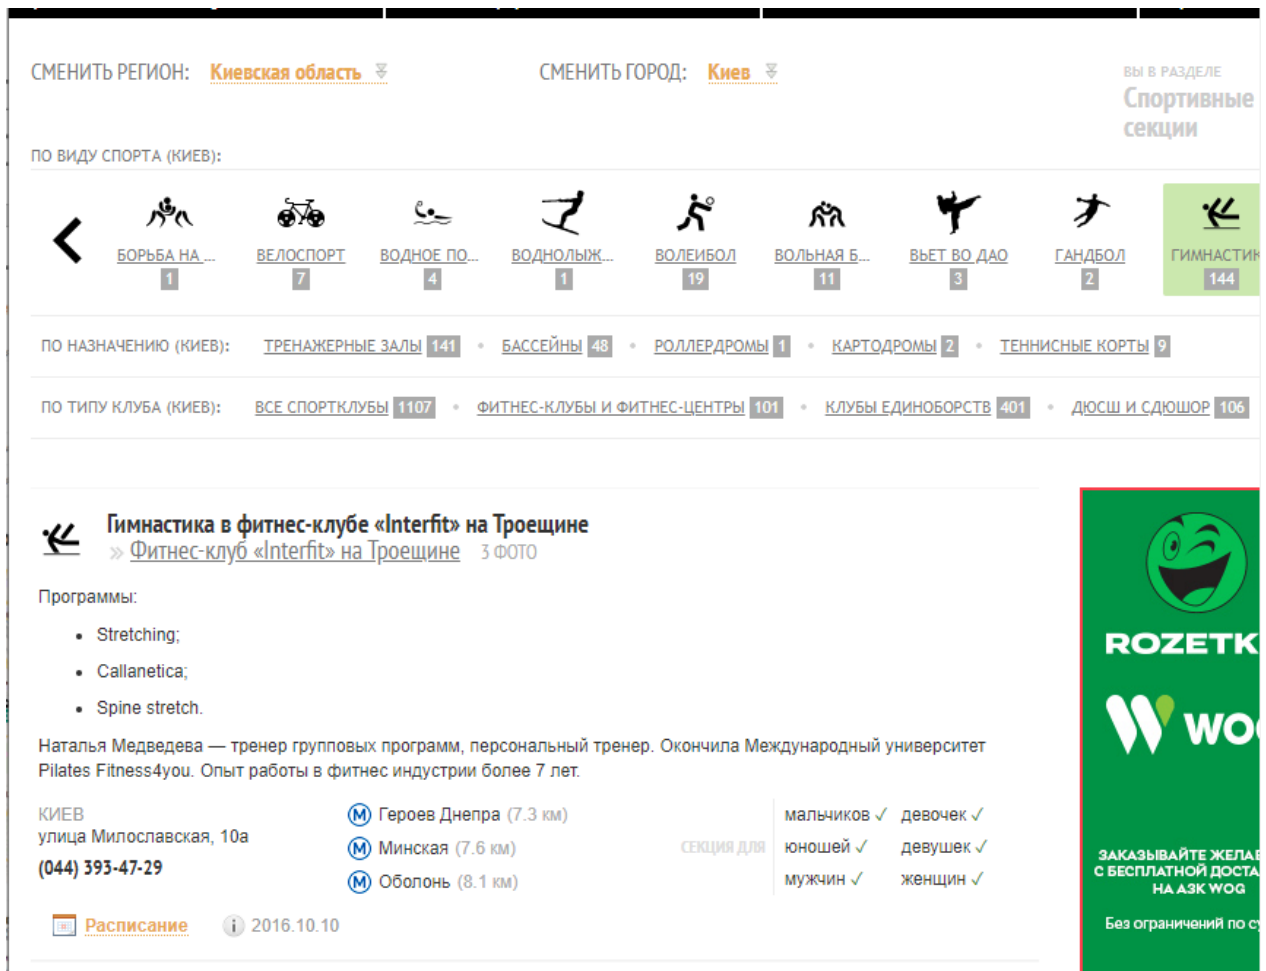 СМЕНИТЬ РЕГИОН: Киевская область
СМЕНИТЬ ГОРОД: Киев
ВЫ В РАЗДЕЛЕ
Спортивные
секции
ПО ВИДУ СПОРТА (КИЕВ):
БОРЬБА НА ... ВЕЛОСПОРТ ВОДНОЕ ПО... ВОДНОЛЫЖ... ВОЛЕЙБОЛ ВОЛЬНАЯ Б... ВЬЕТ ВО ДАО ГАНДБОЛ ГИМНАСТИК
1 7 4 1 19 11 3 2 144
ПО НАЗНАЧЕНИЮ (КИЕВ): ТРЕНАЖЕРНЫЕ ЗАЛЫ 141 • БАССЕЙНЫ 48 • РОЛЛЕРДРОМЫ 1 • КАРТОДРОМЫ 2 • ТЕННИСНЫЕ КОРТЫ 9
ПО ТИПУ КЛУБА (КИЕВ): ВСЕ СПОРТКЛУБЫ 1107 • ФИТНЕС-КЛУБЫ И ФИТНЕС-ЦЕНТРЫ 101 • КЛУБЫ ЕДИНОБОРСТВ 401 • ДЮСШ И СДЮШОР 106
Гимнастика в фитнес-клубе «Interfit» на Троещине
» Фитнес-клуб «Interfit» на Троещине 3 ФОТО
Программы:
• Stretching;
• Callanetica;
• Spine stretch.
Наталья Медведева — тренер групповых программ, персональный тренер. Окончила Международный университет
Pilates Fitness4you. Опыт работы в фитнес индустрии более 7 лет.
КИЕВ
улица Милославская, 10а
(044) 393-47-29
М Героев Днепра (7.3 км)
М Минская (7.6 км)
М Оболонь (8.1 км)
СЕКЦИЯ ДЛЯ
мальчиков ✓ девочек ✓
юношей ✓ девушек ✓
мужчин ✓ женщин ✓
Расписание i 2016.10.10
ROZETK
WO
ЗАКАЗЫВАЙТЕ ЖЕЛА
С БЕСПЛАТНОЙ ДОСТА
НА АЗК WOG
Без ограничений по су